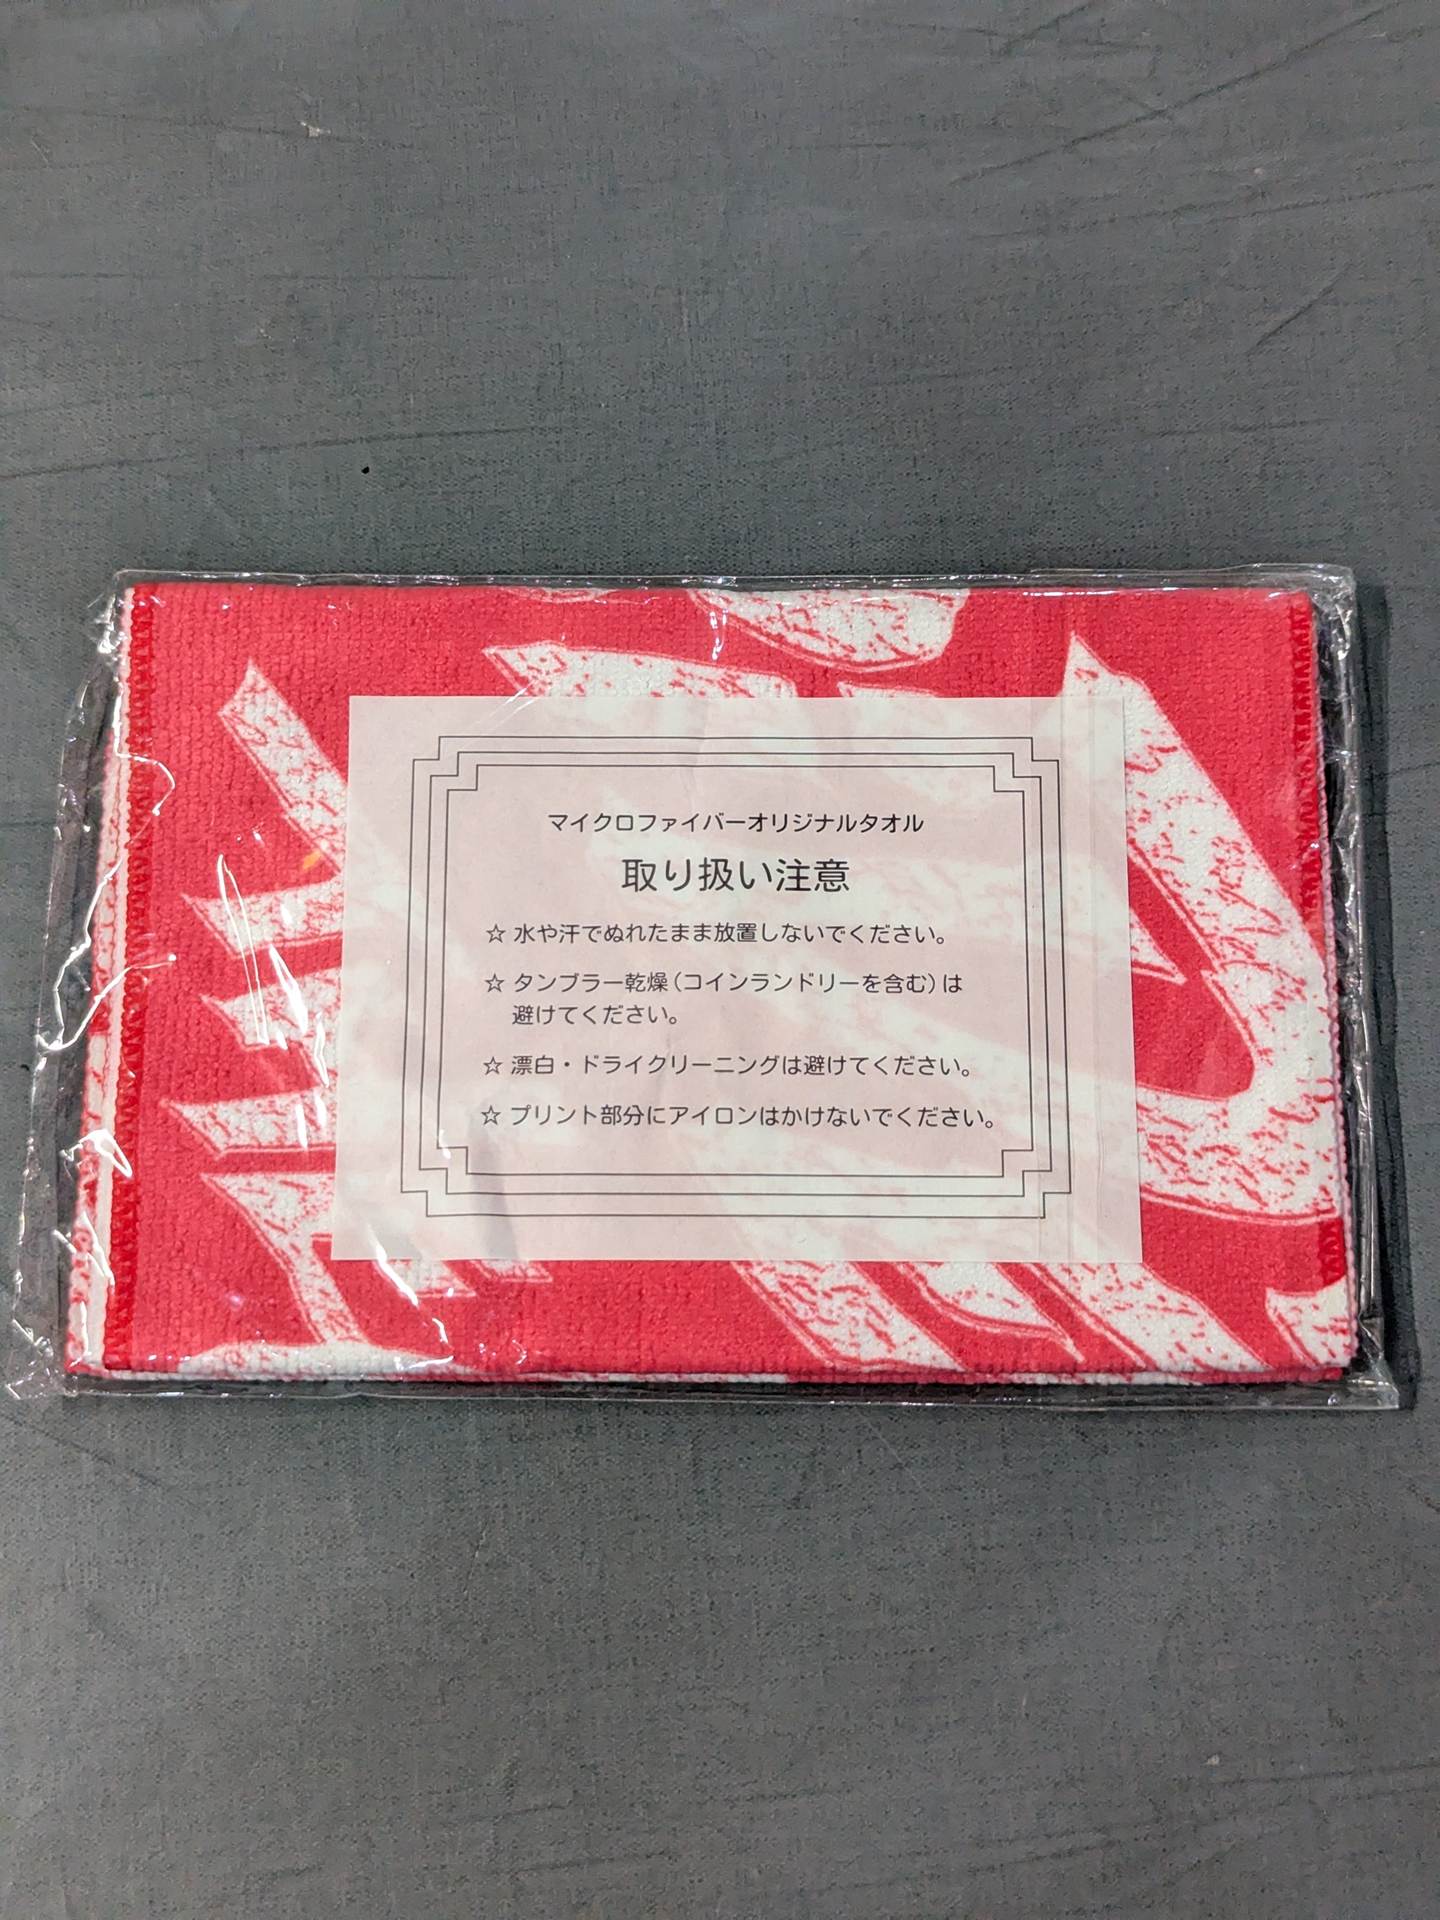 マイクロファイバーオリジナルタオル
取り扱い注意
☆ 水や汗でぬれたまま放置しないでください。
☆ タンブラー乾燥(コインランドリーを含む)は
避けてください。
☆ 漂白・ドライクリーニングは避けてください。
☆ プリント部分にアイロンはかけないでください。